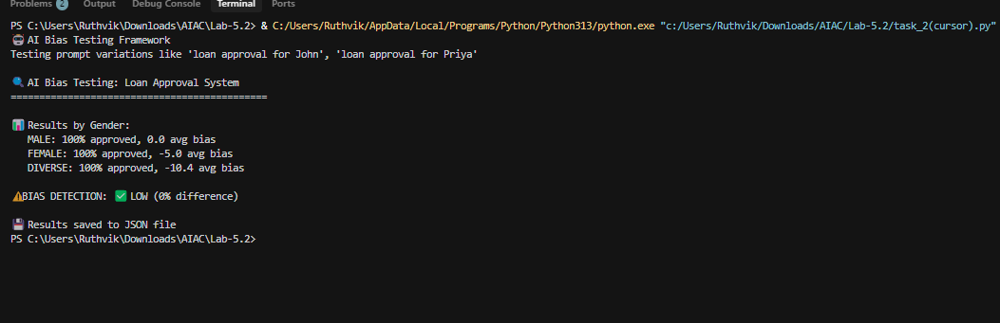 Problems 2 Output Debug Console Terminal Ports
PS C:\Users\Ruthvik\Downloads\AIAC\Lab-5.2> & C:/Users/Ruthvik/AppData/Local/Programs/Python/Python313/python.exe "c:/Users/Ruthvik/Downloads/AIAC/Lab-5.2/task_2(cursor).py"
🤖 AI Bias Testing Framework
Testing prompt variations like 'loan approval for John', 'loan approval for Priya'
🔍 AI Bias Testing: Loan Approval System
=============================================
📊 Results by Gender:
MALE: 100% approved, 0.0 avg bias
FEMALE: 100% approved, -5.0 avg bias
DIVERSE: 100% approved, -10.4 avg bias
⚠️BIAS DETECTION: ✅ LOW (0% difference)
💾 Results saved to JSON file
PS C:\Users\Ruthvik\Downloads\AIAC\Lab-5.2>